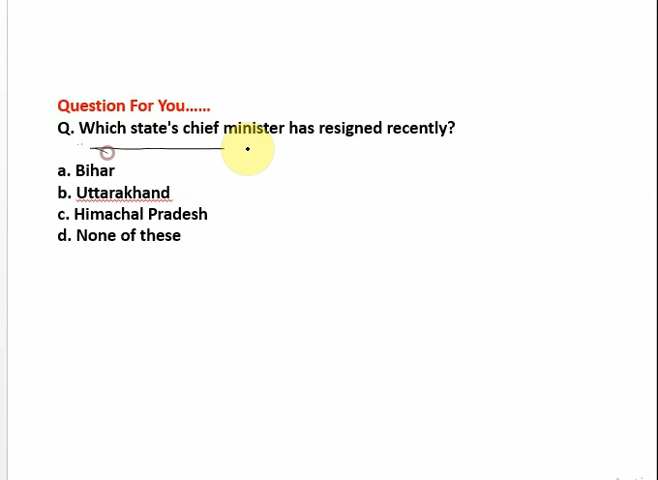 Question For You......
Q. Which state's chief minister has resigned recently?
a. Bihar
b. Uttarakhand
c. Himachal Pradesh
d. None of these